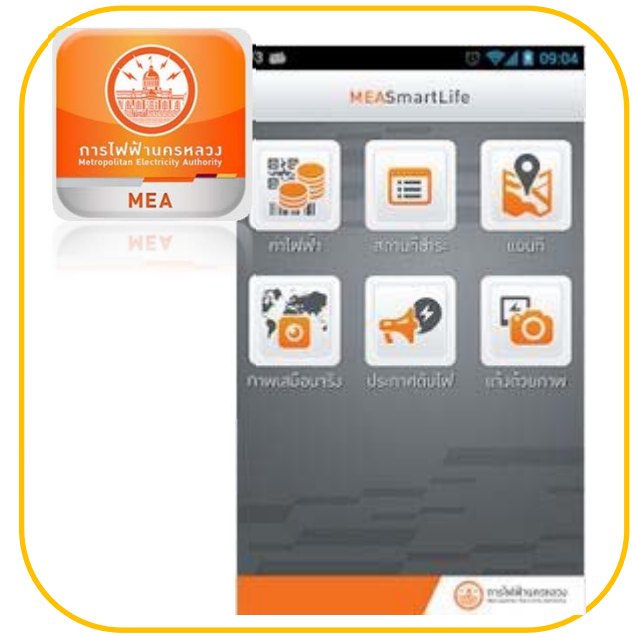 การไฟฟ้านครหลวง
Metropolitan Electricity Authority
MEA
09:04
MEASmartLife
ค่าไฟฟ้า
สถานที่ชำระ
แผนที่
ภาพเสมือนจริง
ประกาศดับไฟ
แจ้งด้วยภาพ
การไฟฟ้านครหลวง
Metropolitan Electricity Authority